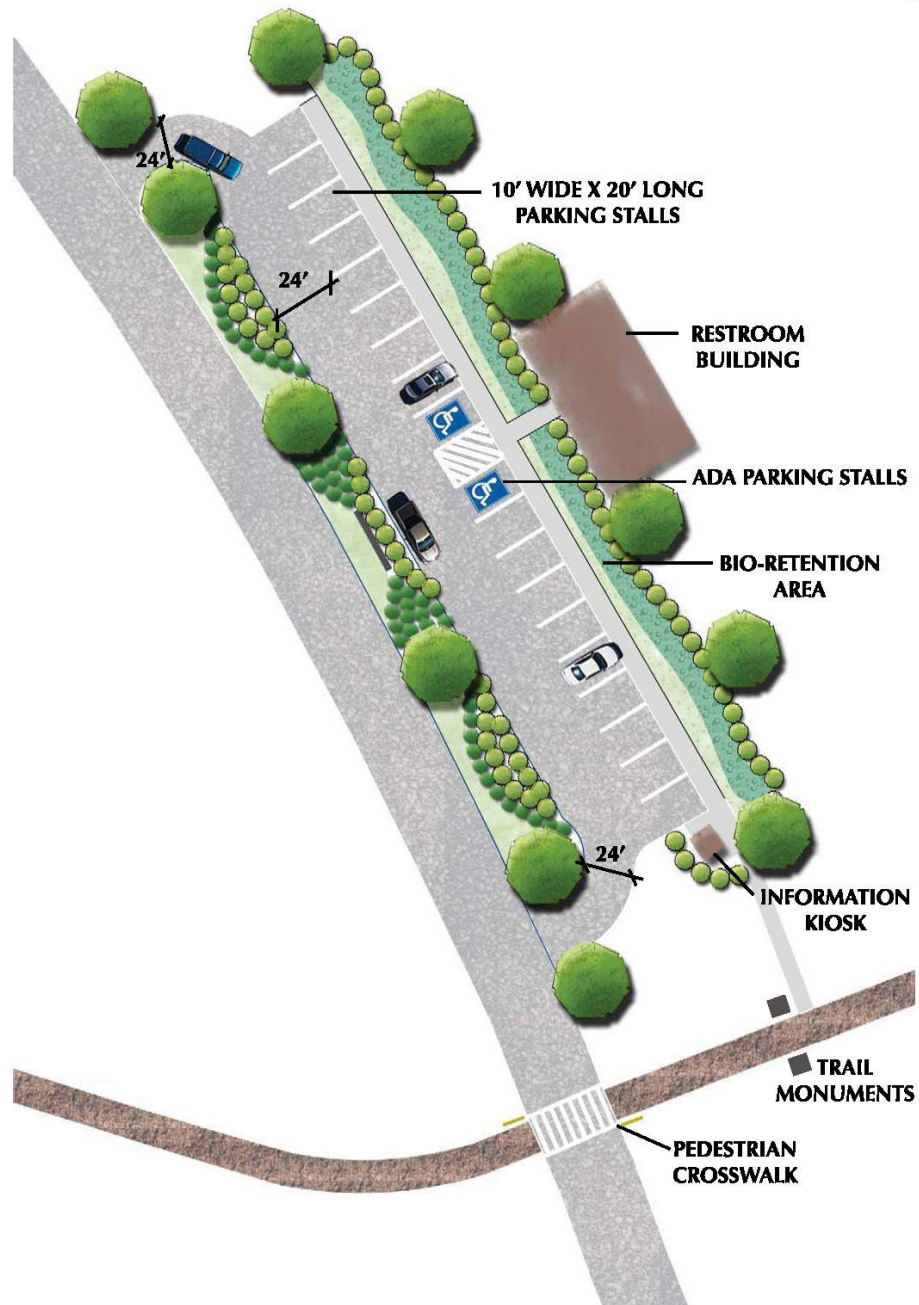 24'
10' WIDE X 20' LONG
PARKING STALLS
24'
RESTROOM
BUILDING
ADA PARKING STALLS
BIO-RETENTION
AREA
24'
INFORMATION
KIOSK
TRAIL
MONUMENTS
PEDESTRIAN
CROSSWALK